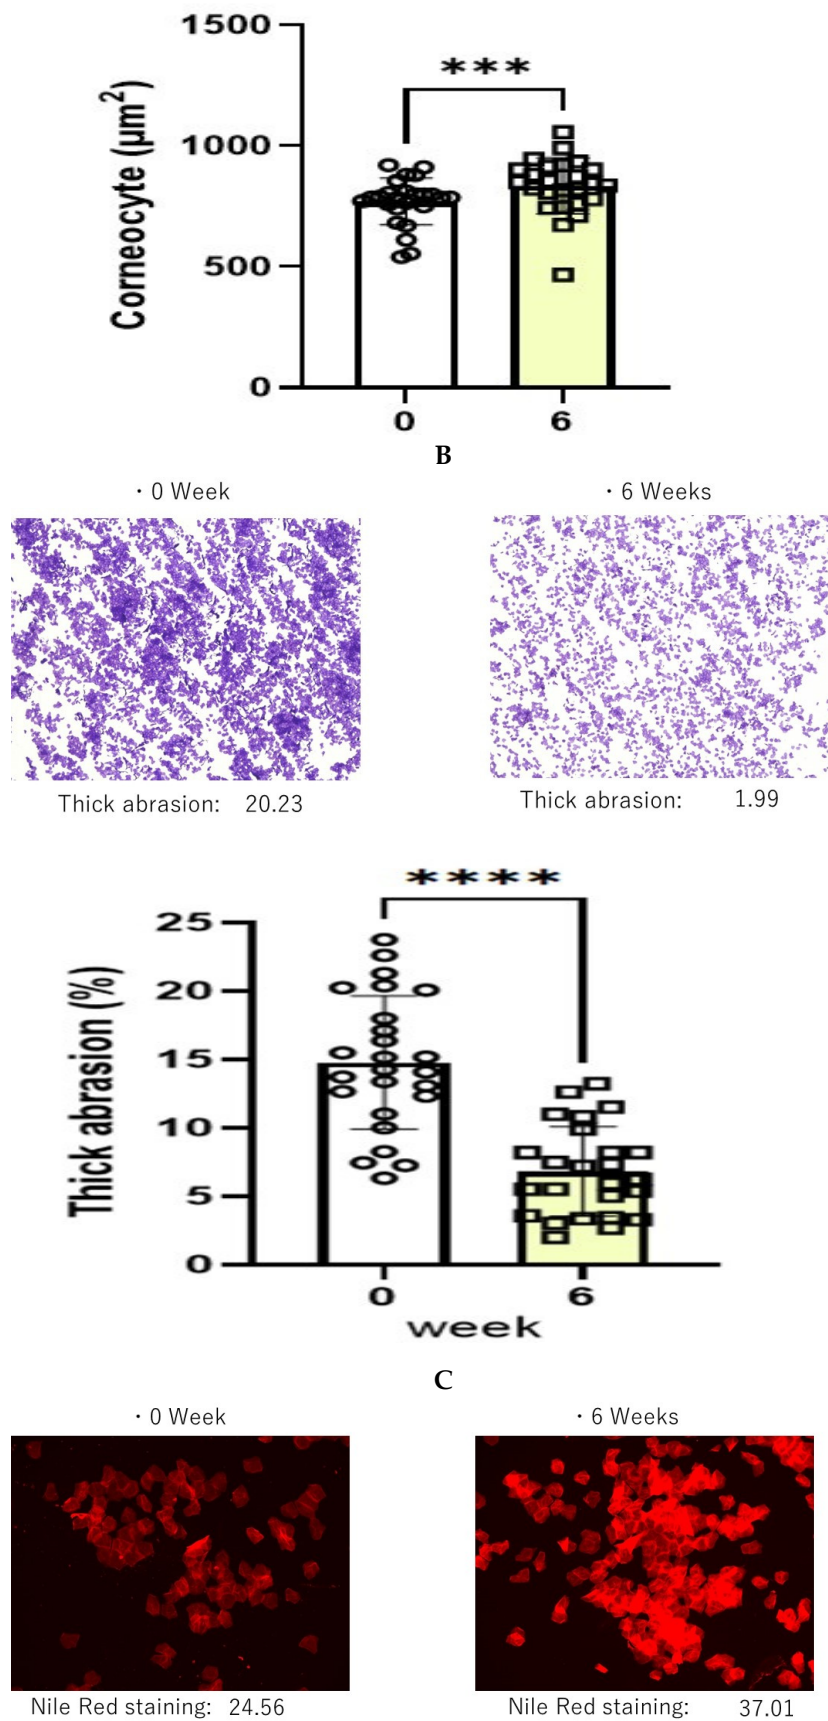 1500
***
1000
500
0
Corneocyte (µm²)
0 6
B
・0 Week ・6 Weeks
Thick abrasion: 20.23 Thick abrasion: 1.99
****
25
20
15
10
5
0
Thick abrasion (%)
0 6
week
C
・0 Week ・6 Weeks
Nile Red staining: 24.56 Nile Red staining: 37.01